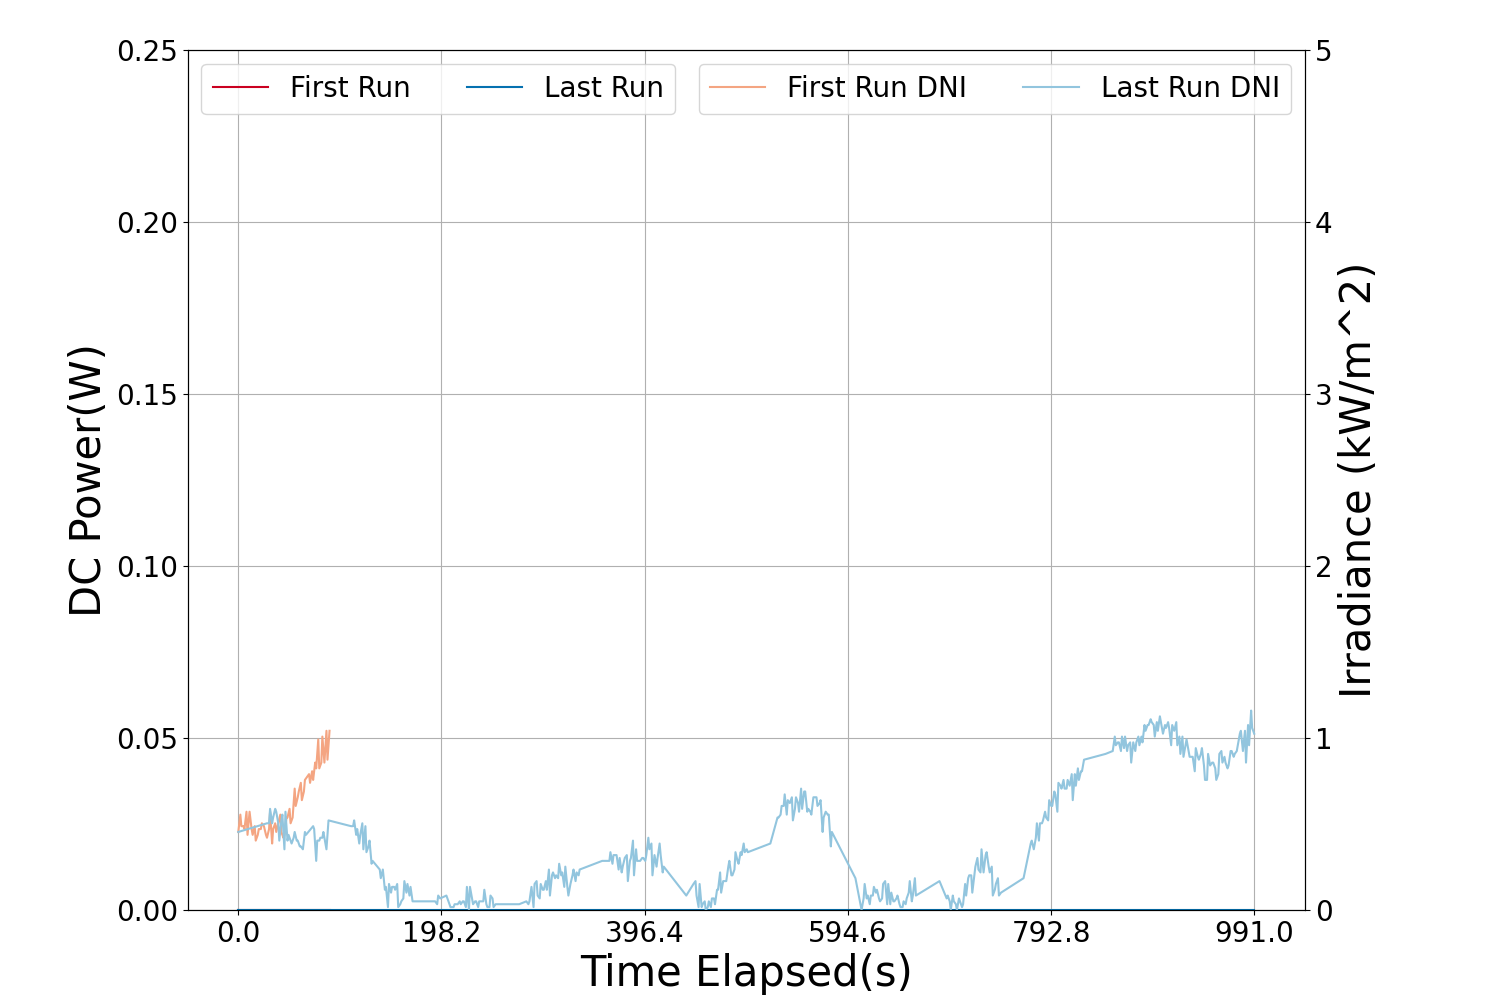 First Run
Last Run
First Run DNI
Last Run DNI
DC Power(W)
0.25
0.20
0.15
0.10
0.05
0.00
5
4
3
2
1
0
Irradiance (kW/m^2)
0.0 198.2 396.4 594.6 792.8 991.0
Time Elapsed(s)